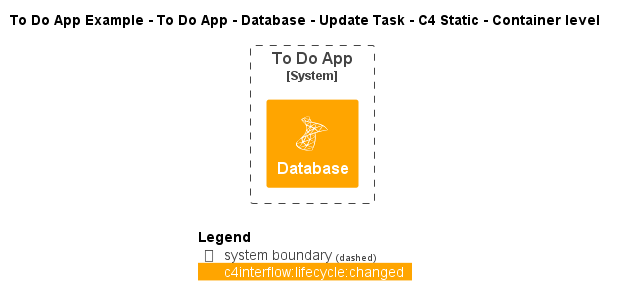 To Do App Example - To Do App - Database - Update Task - C4 Static - Container level
To Do App
[System]
Database
Legend
system boundary (dashed)
c4interflow:lifecycle:changed